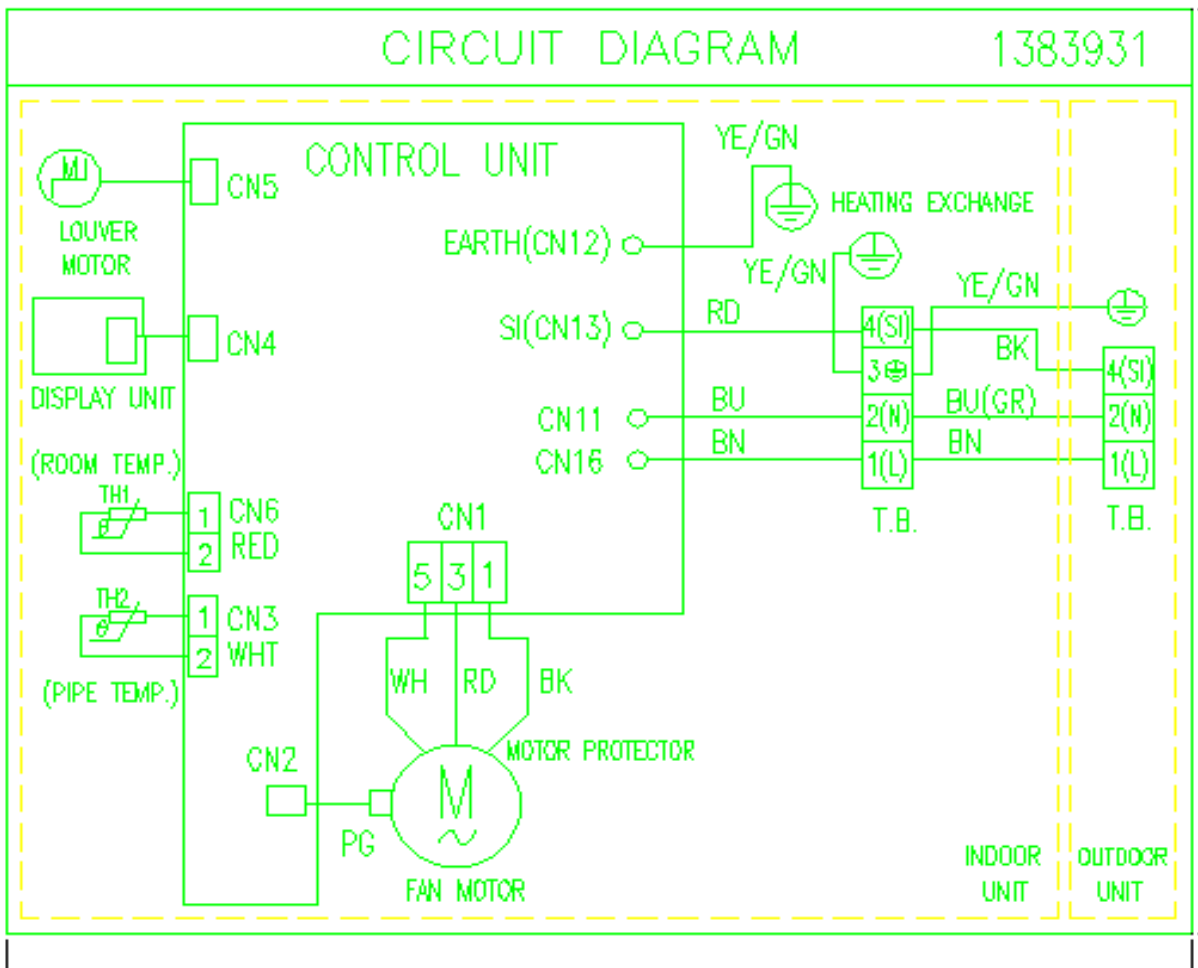 CIRCUIT DIAGRAM 1383931
CONTROL UNIT
M
CN5
LOUVER
MOTOR
CN4
DISPLAY UNIT
(ROOM TEMP.)
TH1
θ
1 CN6
2 RED
TH2
θ
1 CN3
2 WHT
(PIPE TEMP.)
EARTH(CN12)
YE/GN
HEATING EXCHANGE
YE/GN
YE/GN
SI(CN13)
RD
4(SI)
BK
4(SI)
3
CN11
BU
2(N)
BU(GR)
2(N)
CN16
BN
1(L)
BN
1(L)
T.B.
T.B.
CN1
5 3 1
WH RD BK
MOTOR PROTECTOR
CN2
M
PG
FAN MOTOR
INDOOR
UNIT
OUTDOOR
UNIT